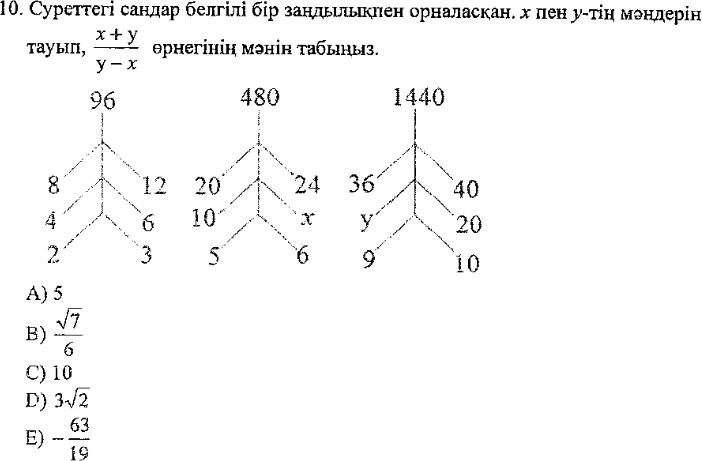 10. Суреттегі сандар белгілі бір заңдылықпен орналасқан. x пен y-тің мәндерін
тауып, (x + y)/(y − x) өрнегінің мәнін табыңыз.
96 480 1440
8 12 20 24 36 40
4 6 10 x y 20
2 3 5 6 9 10
A) 5
B) √7/6
C) 10
D) 3√2
E) −63/19